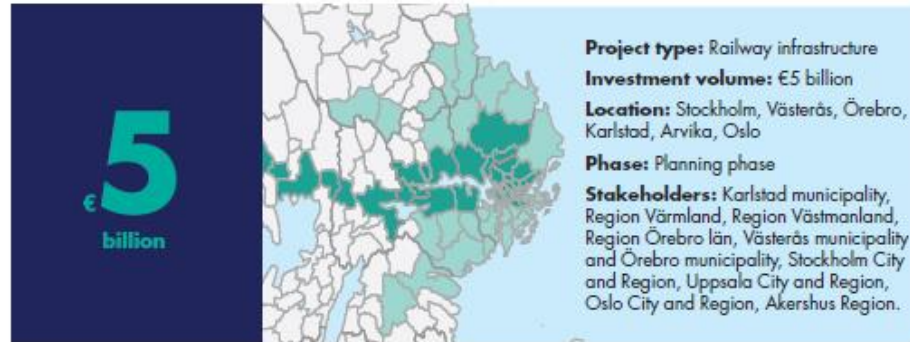 €5
billion
Project type: Railway infrastructure
Investment volume: €5 billion
Location: Stockholm, Västerås, Örebro,
Karlstad, Arvika, Oslo
Phase: Planning phase
Stakeholders: Karlstad municipality,
Region Värmland, Region Västmanland,
Region Örebro län, Västerås municipality
and Örebro municipality, Stockholm City
and Region, Uppsala City and Region,
Oslo City and Region, Akershus Region.